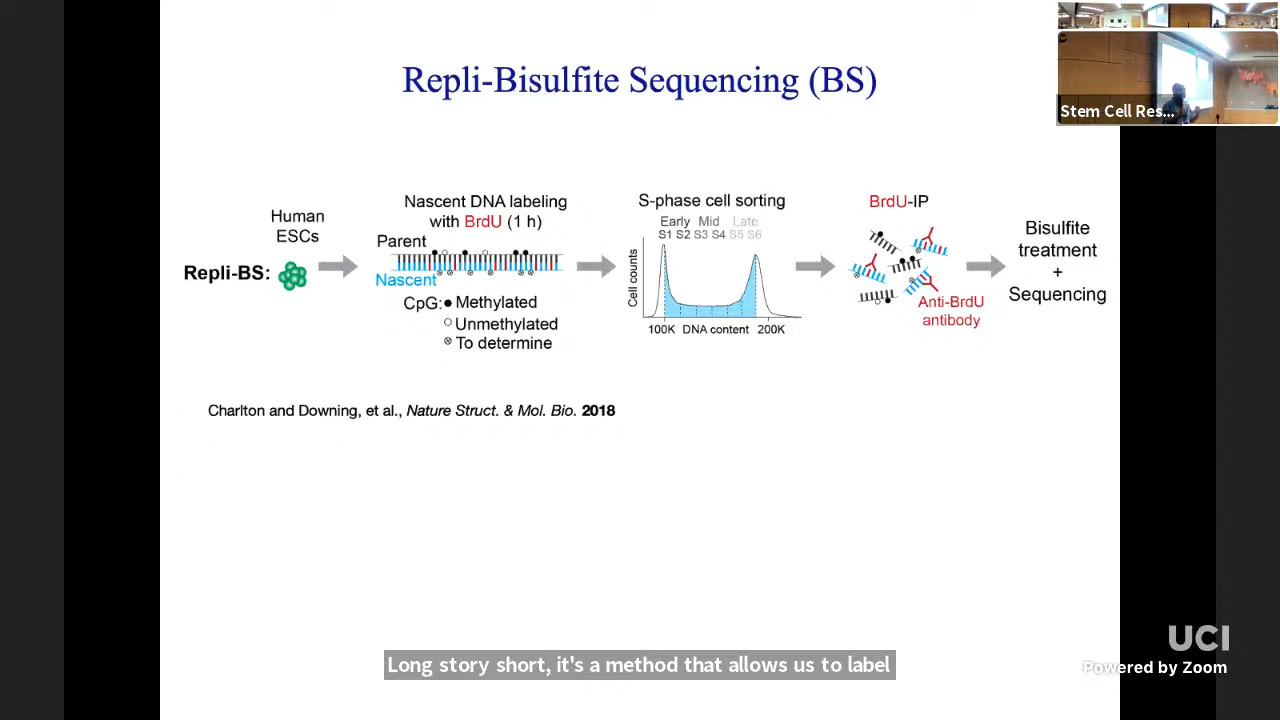 Repli-Bisulfite Sequencing (BS)
Stem Cell Res...
Repli-BS:
Human
ESCs
Nascent DNA labeling
with BrdU (1 h)
Parent
Nascent
CpG: Methylated
Unmethylated
To determine
S-phase cell sorting
Early Mid Late
S1 S2 S3 S4 S5 S6
Cell counts
100K DNA content 200K
BrdU-IP
Anti-BrdU
antibody
Bisulfite
treatment
+
Sequencing
Charlton and Downing, et al., Nature Struct. & Mol. Bio. 2018
Long story short, it's a method that allows us to label
UCI
Powered by Zoom